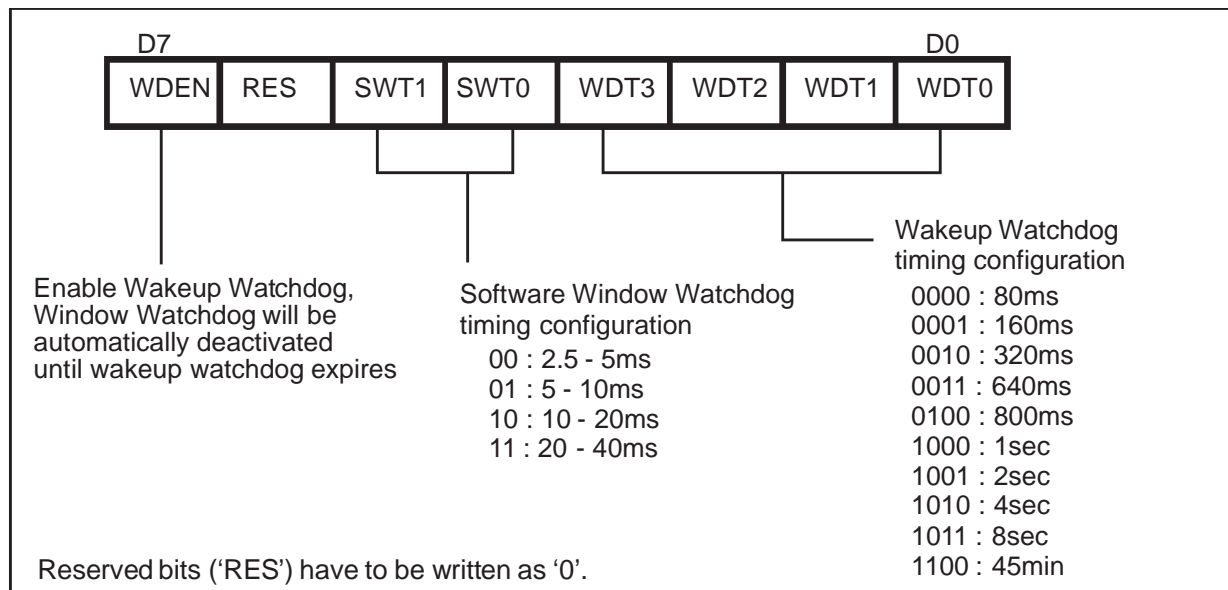 D7 D0
WDEN RES SWT1 SWT0 WDT3 WDT2 WDT1 WDT0
Enable Wakeup Watchdog,
Window Watchdog will be
automatically deactivated
until wakeup watchdog expires
Software Window Watchdog
timing configuration
00 : 2.5 - 5ms
01 : 5 - 10ms
10 : 10 - 20ms
11 : 20 - 40ms
Wakeup Watchdog
timing configuration
0000 : 80ms
0001 : 160ms
0010 : 320ms
0011 : 640ms
0100 : 800ms
1000 : 1sec
1001 : 2sec
1010 : 4sec
1011 : 8sec
1100 : 45min
Reserved bits (‘RES’) have to be written as ‘0’.